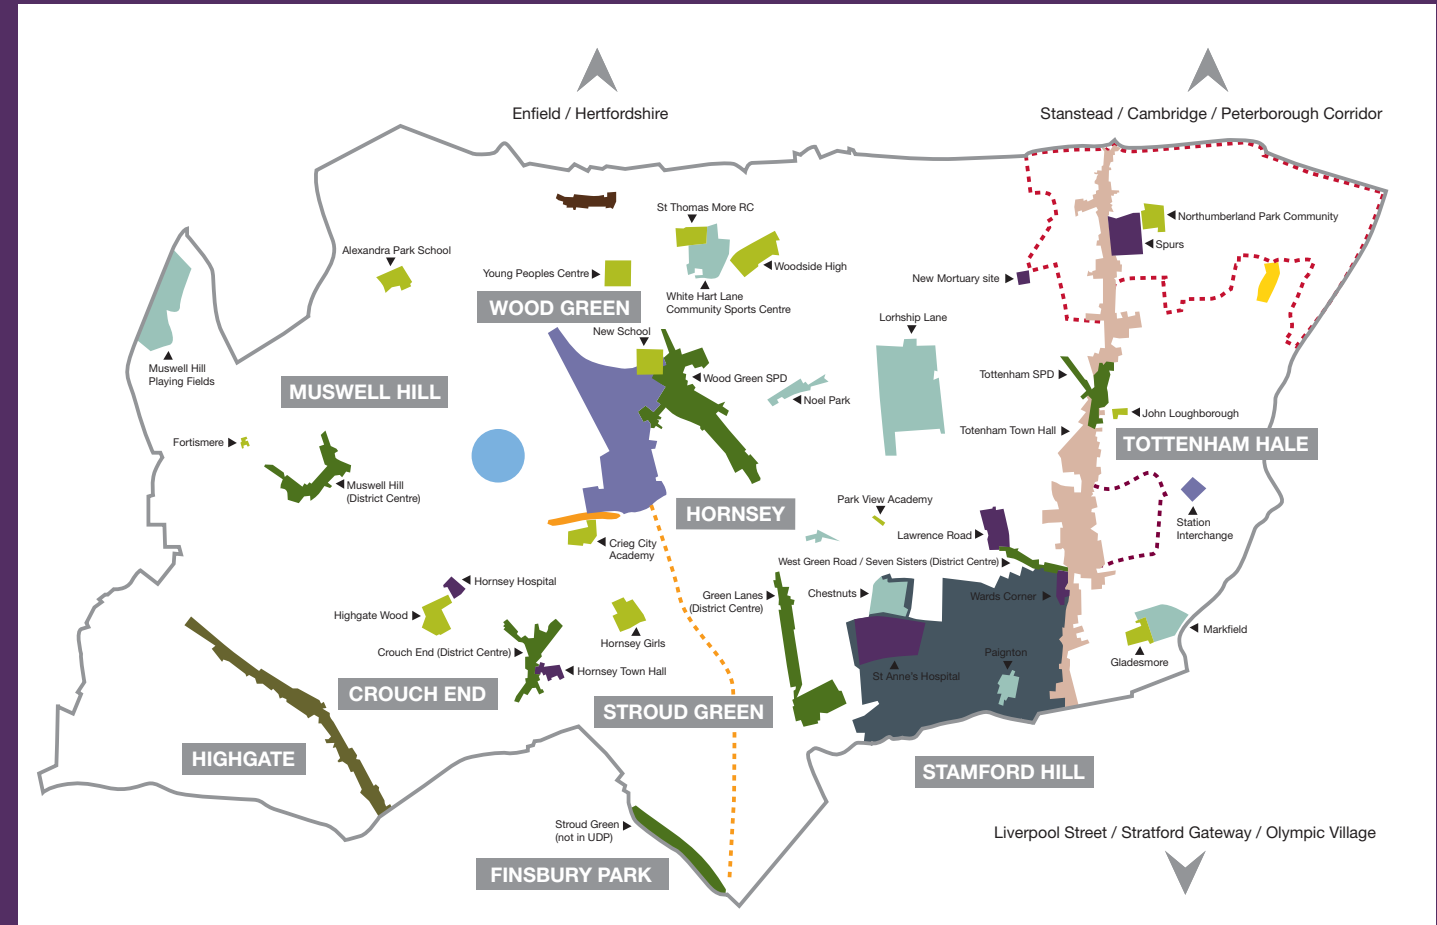 Enfield / Hertfordshire
Stanstead / Cambridge / Peterborough Corridor
St Thomas More RC
Northumberland Park Community
Spurs
Alexandra Park School
Young Peoples Centre
Woodside High
New Mortuary site
WOOD GREEN
White Hart Lane
Community Sports Centre
Lorhship Lane
New School
Muswell Hill
Playing Fields
MUSWELL HILL
Wood Green SPD
Noel Park
Tottenham SPD
John Loughborough
Totenham Town Hall
TOTTENHAM HALE
Fortismere
Muswell Hill
(District Centre)
Park View Academy
HORNSEY
Lawrence Road
Station
Interchange
Crieg City
Academy
West Green Road / Seven Sisters (District Centre)
Hornsey Hospital
Green Lanes
(District Centre)
Chestnuts
Wards Corner
Highgate Wood
Hornsey Girls
Markfield
Crouch End (District Centre)
Paignton
Gladesmore
Hornsey Town Hall
St Anne's Hospital
CROUCH END
STROUD GREEN
HIGHGATE
STAMFORD HILL
Stroud Green
(not in UDP)
Liverpool Street / Stratford Gateway / Olympic Village
FINSBURY PARK